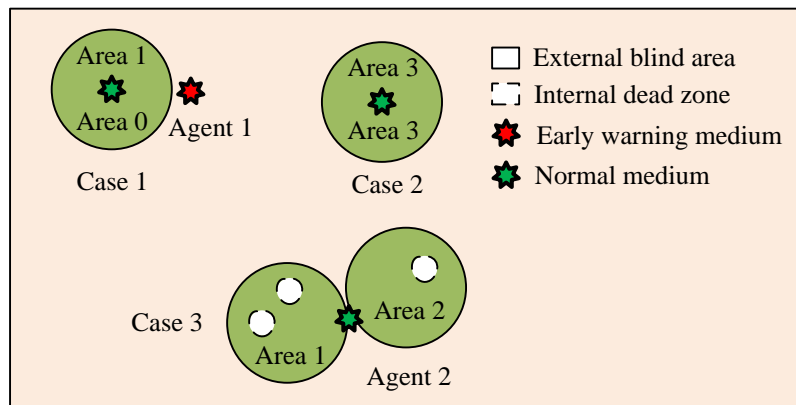 Area 1
Area 0
Agent 1
Case 1
Area 3
Area 3
Case 2
External blind area
Internal dead zone
Early warning medium
Normal medium
Case 3
Area 1
Area 2
Agent 2